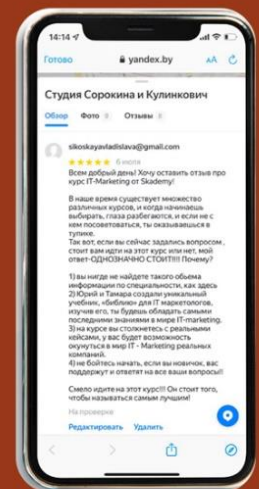 14:14
Готово
yandex.by
АА
Студия Сорокина и Кулинкович
Обзор Фото Отзывы
sikoskayavladislava@gmail.com
6 июля
Всем добрый день! Хочу оставить отзыв про
курс IT-Marketing от Skademy!
В наше время существует множество
различных курсов, и когда начинаешь
выбирать, глаза разбегаются, и если не с
кем посоветоваться, ты оказываешься в
тупике.
Так вот, если вы сейчас задались вопросом ,
стоит вам идти на этот курс или нет, мой
ответ-ОДНОЗНАЧНО СТОИТ!!!! Почему?
1) вы нигде не найдете такого объема
информации по специальности, как здесь
2) Юрий и Тамара создали уникальный
учебник, «библию» для IT маркетологов,
изучив его, ты будешь обладать самыми
последними знаниями в мире IT-marketing.
3) на курсе вы столкнетесь с реальными
кейсами, у вас будет возможность
окунуться в мир IT - Marketing реальных
компаний.
4) не бойтесь начать, если вы новичок, вас
поддержут и ответят на все ваши вопросы!!
Смело идите на этот курс!!! Он стоит того,
чтобы называться самым лучшим!
На проверке
Редактировать Удалить